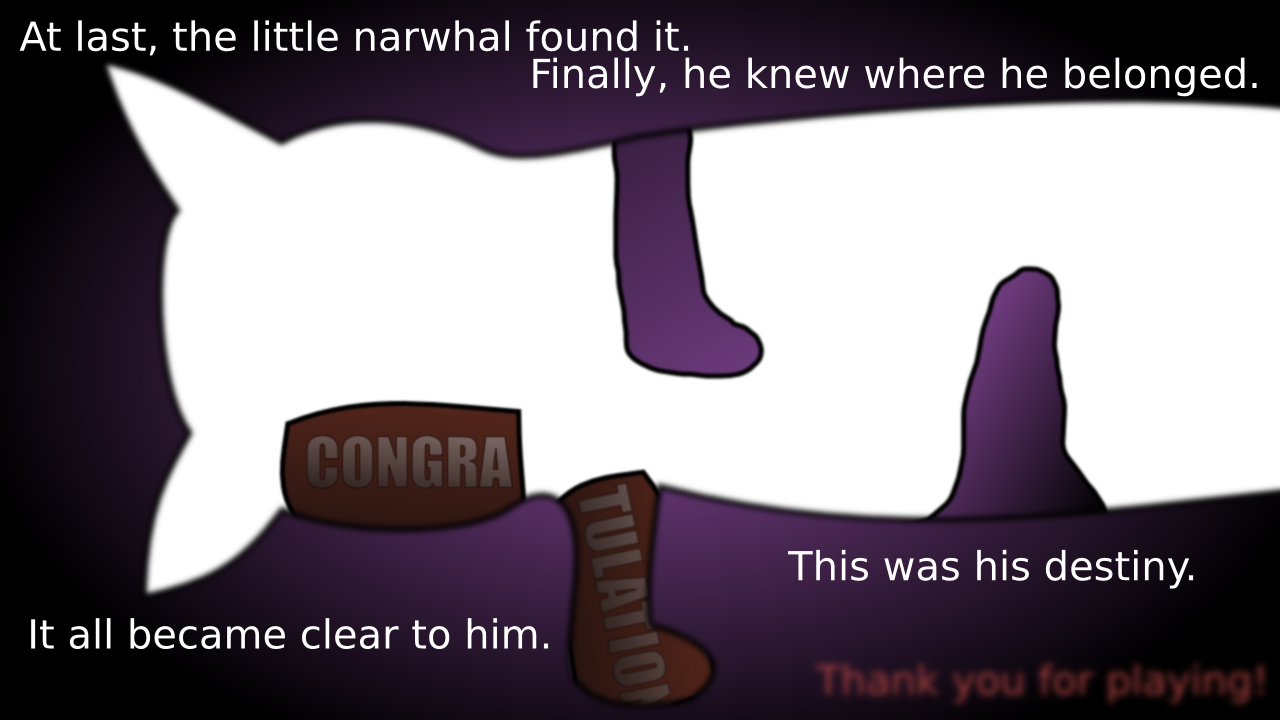 At last, the little narwhal found it.
Finally, he knew where he belonged.
CONGRA
TULATION
This was his destiny.
It all became clear to him.
Thank you for playing!